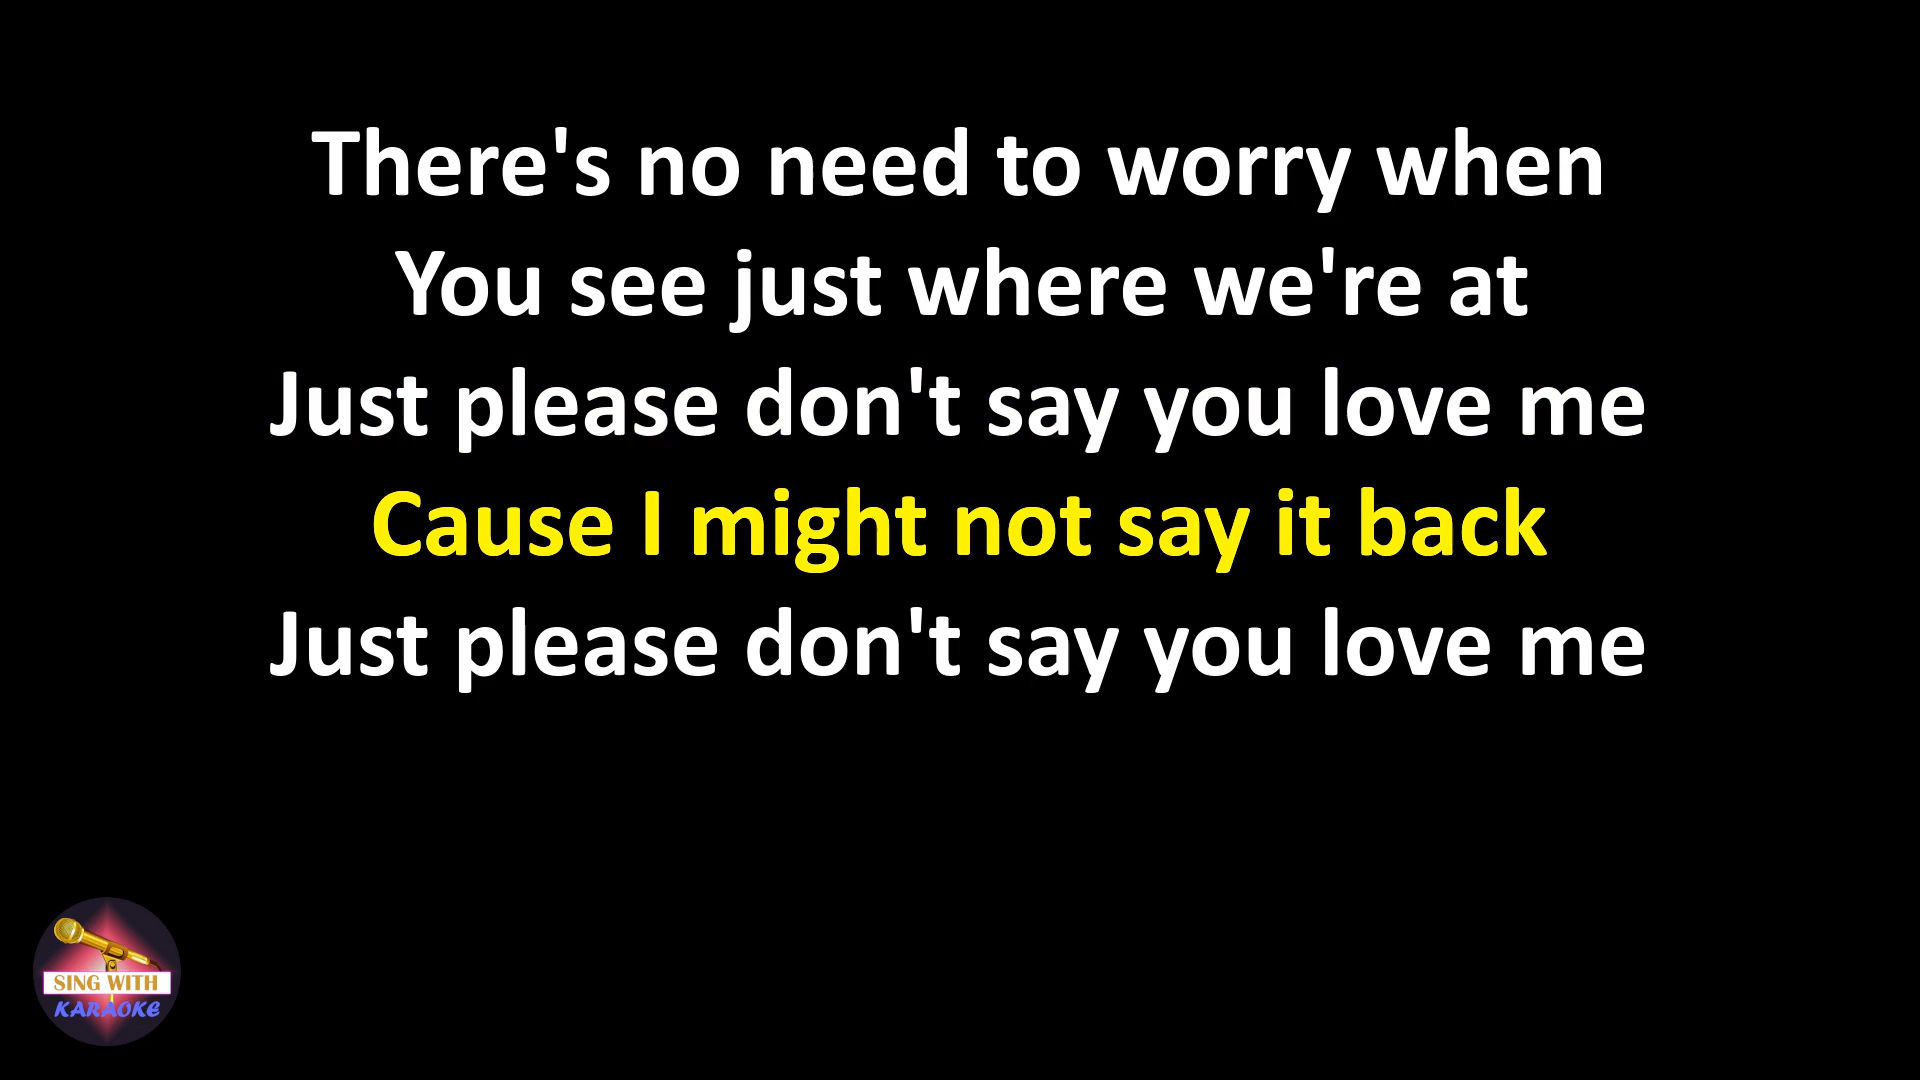 There's no need to worry when
You see just where we're at
Just please don't say you love me
Cause I might not say it back
Just please don't say you love me
SING WITH
KARAOKE